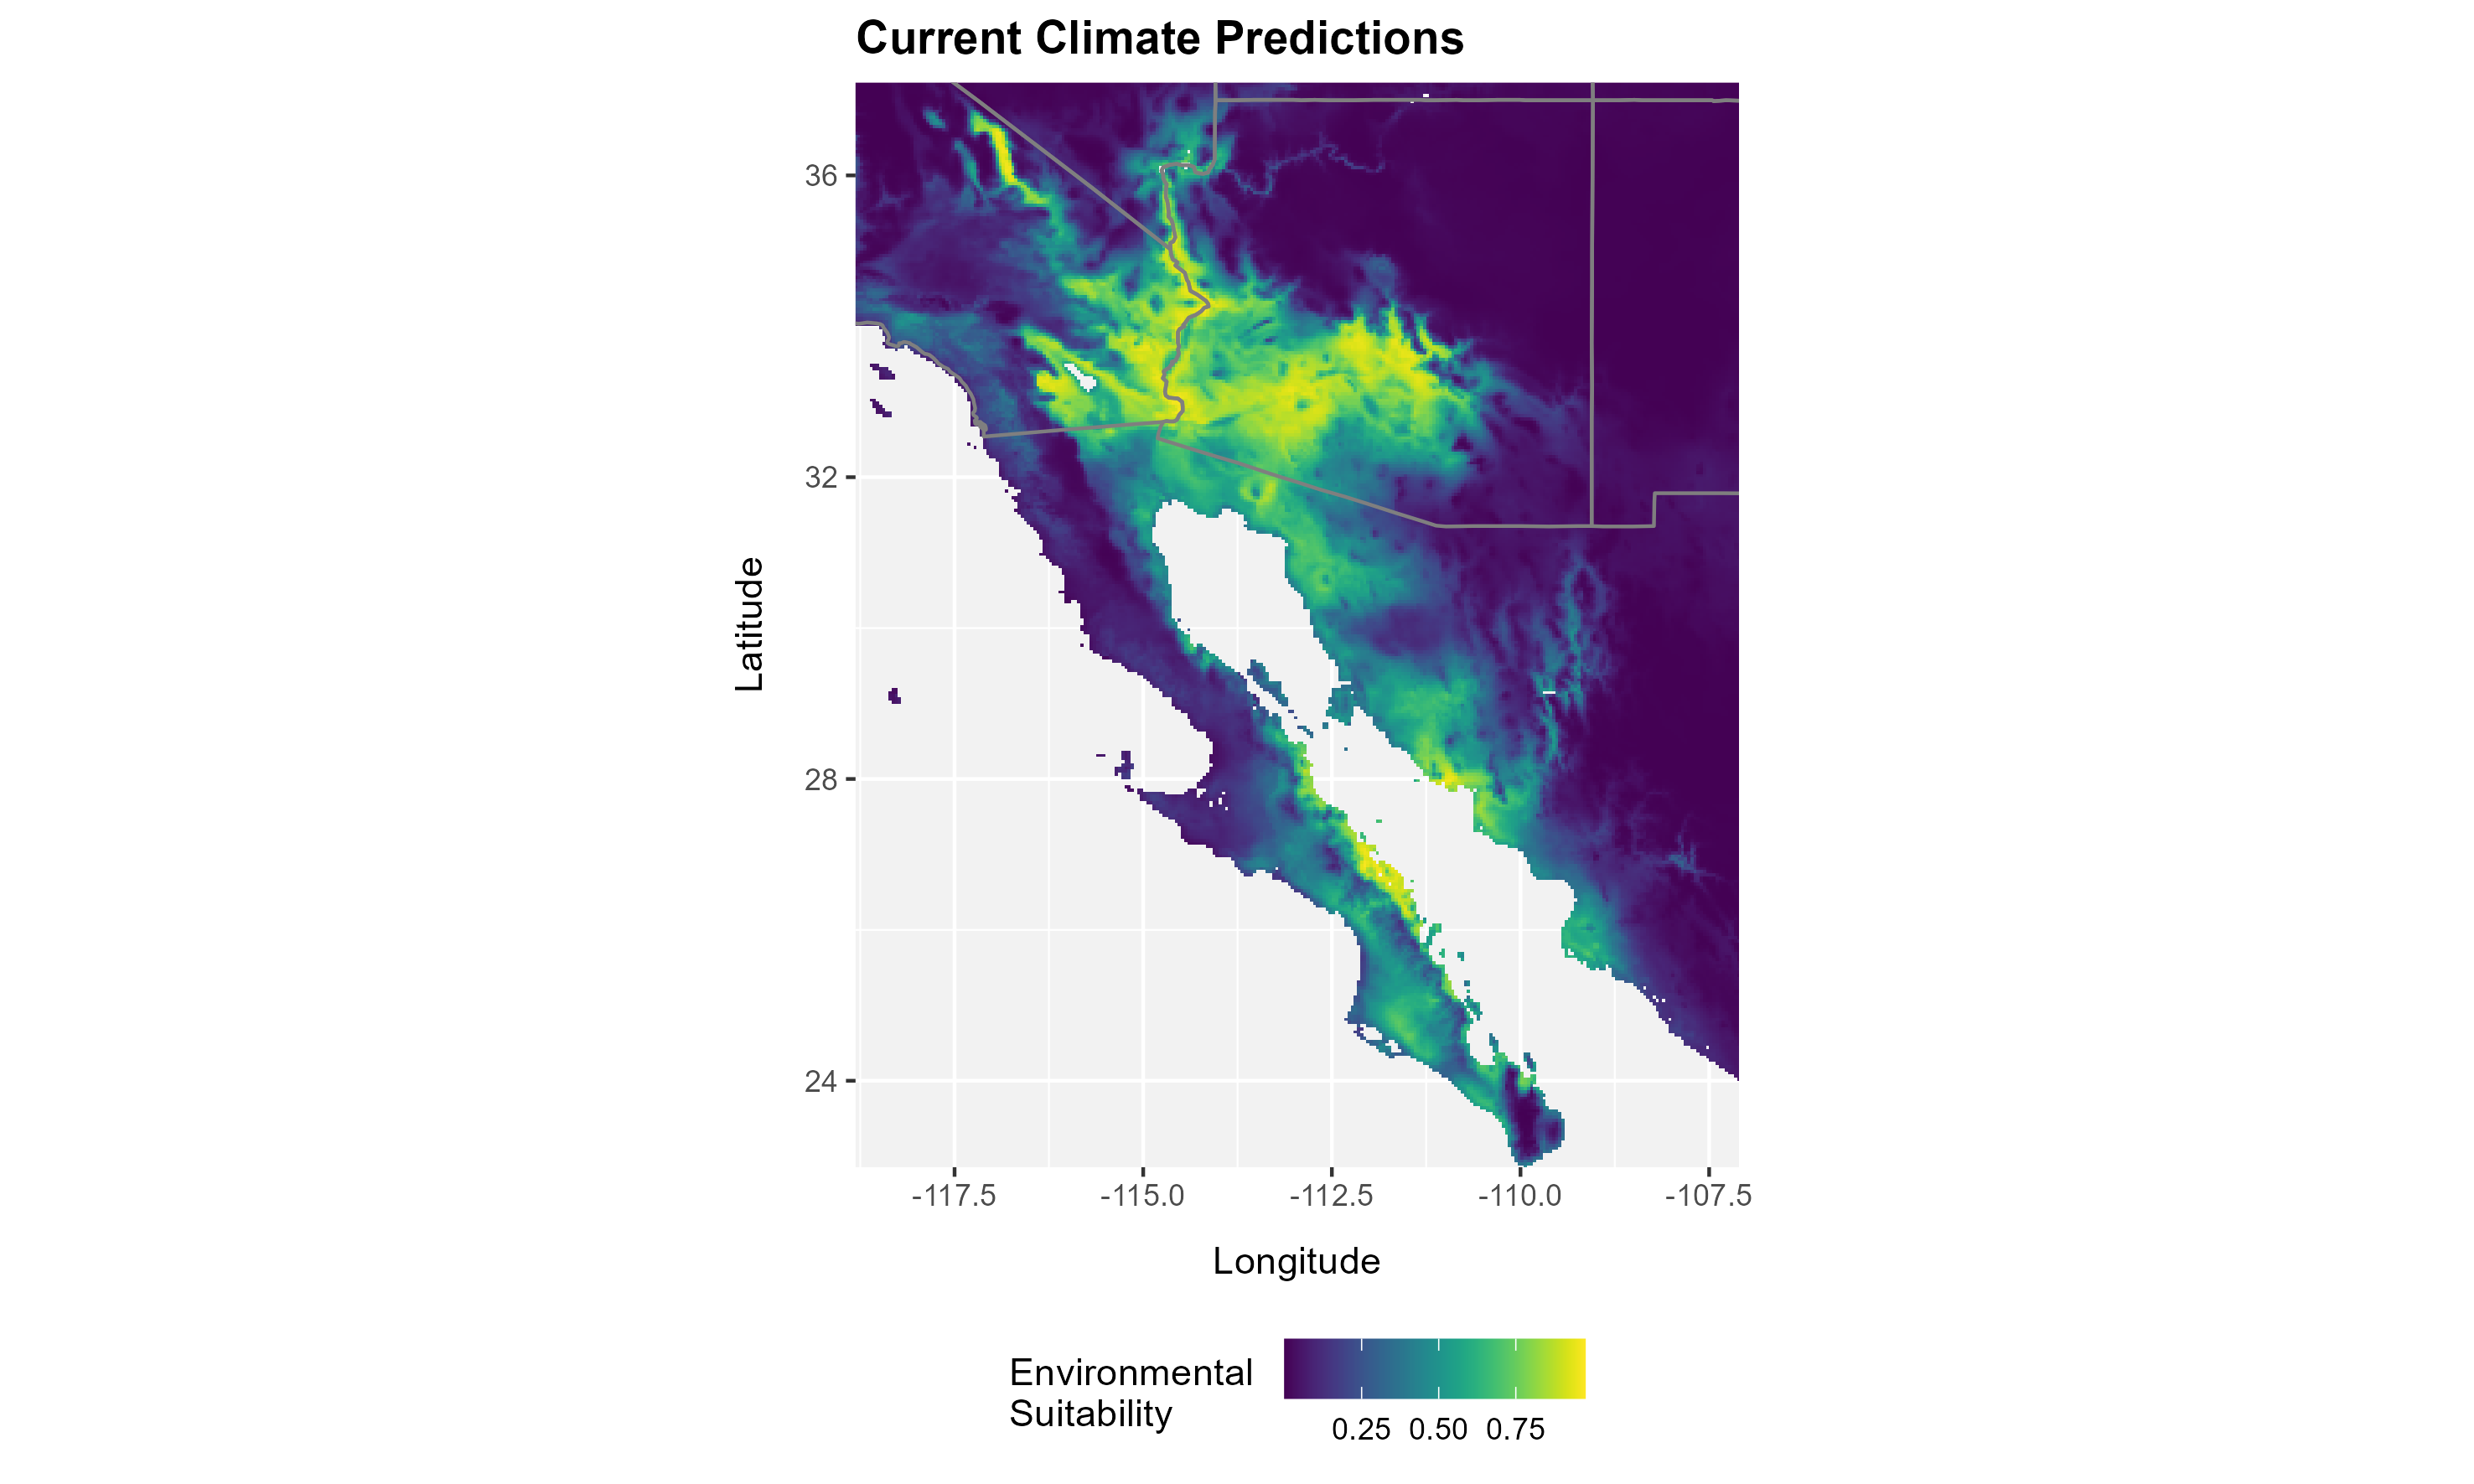 Current Climate Predictions
36
32
28
24
Latitude
-117.5 -115.0 -112.5 -110.0 -107.5
Longitude
Environmental
Suitability
0.25 0.50 0.75